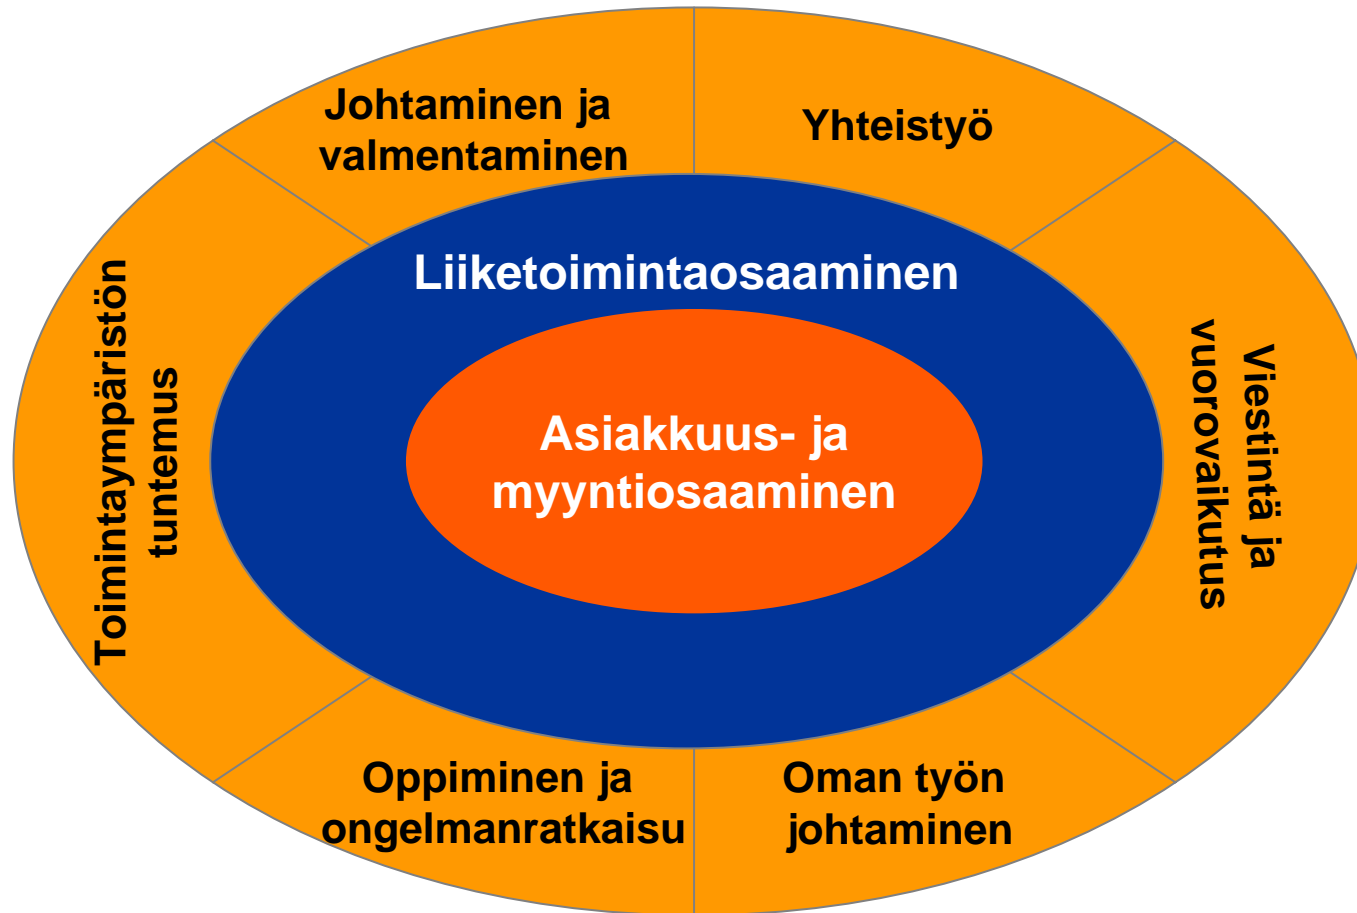 Johtaminen ja
valmentaminen
Yhteistyö
Liiketoimintaosaaminen
Toimintaympäristön
tuntemus
Asiakkuus- ja
myyntiosaaminen
Viestintä ja
vuorovaikutus
Oppiminen ja
ongelmanratkaisu
Oman työn
johtaminen